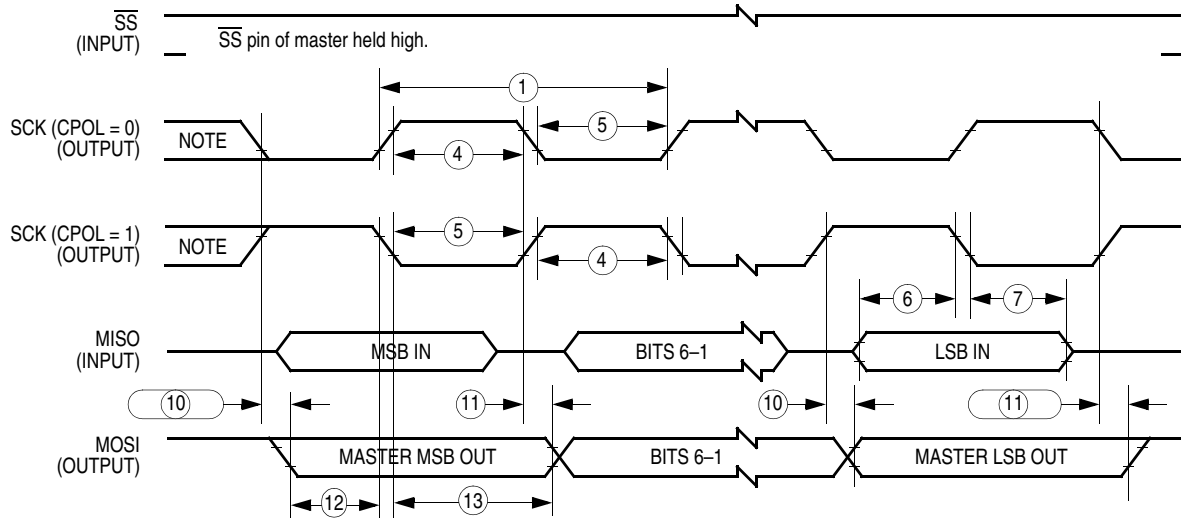 SS
(INPUT)
SS pin of master held high.
1
SCK (CPOL = 0)
(OUTPUT)
NOTE
5
4
SCK (CPOL = 1)
(OUTPUT)
NOTE
5
4
6
7
MISO
(INPUT)
MSB IN
BITS 6–1
LSB IN
10
11
10
11
MOSI
(OUTPUT)
MASTER MSB OUT
BITS 6–1
MASTER LSB OUT
12
13